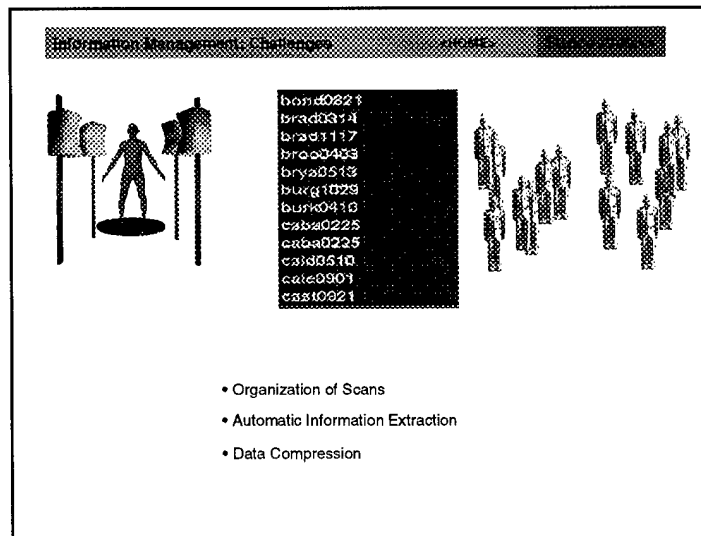 Information Management: Challenges
bond0821
brad0314
brad1117
broo0403
brya0513
burg1029
burk0410
caba0225
caba0225
cald0510
cate0901
cast0821
• Organization of Scans
• Automatic Information Extraction
• Data Compression